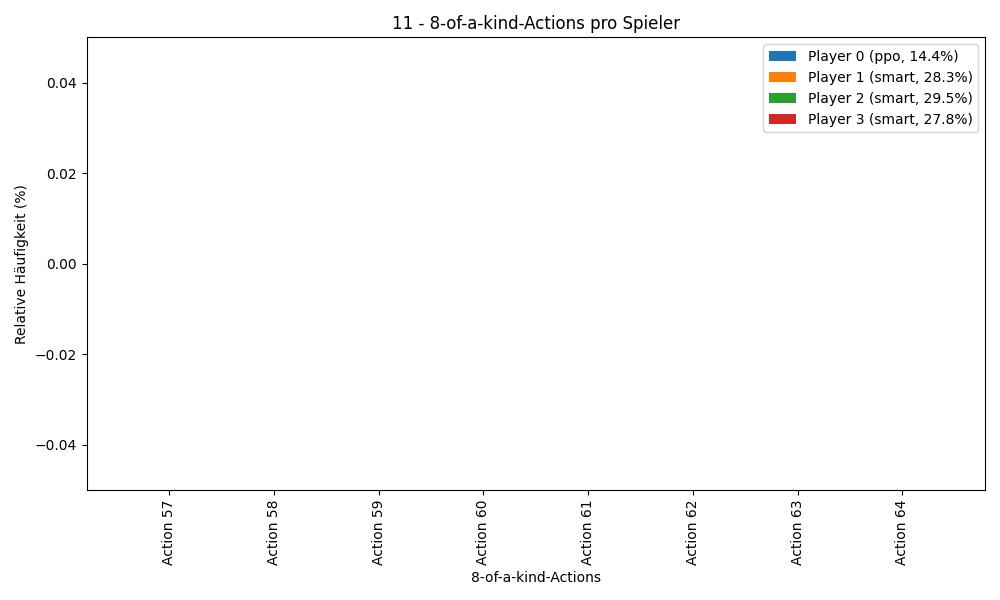 11 - 8-of-a-kind-Actions pro Spieler
Player 0 (ppo, 14.4%)
Player 1 (smart, 28.3%)
Player 2 (smart, 29.5%)
Player 3 (smart, 27.8%)
Relative Häufigkeit (%)
0.04
0.02
0.00
−0.02
−0.04
Action 57
Action 58
Action 59
Action 60
Action 61
Action 62
Action 63
Action 64
8-of-a-kind-Actions